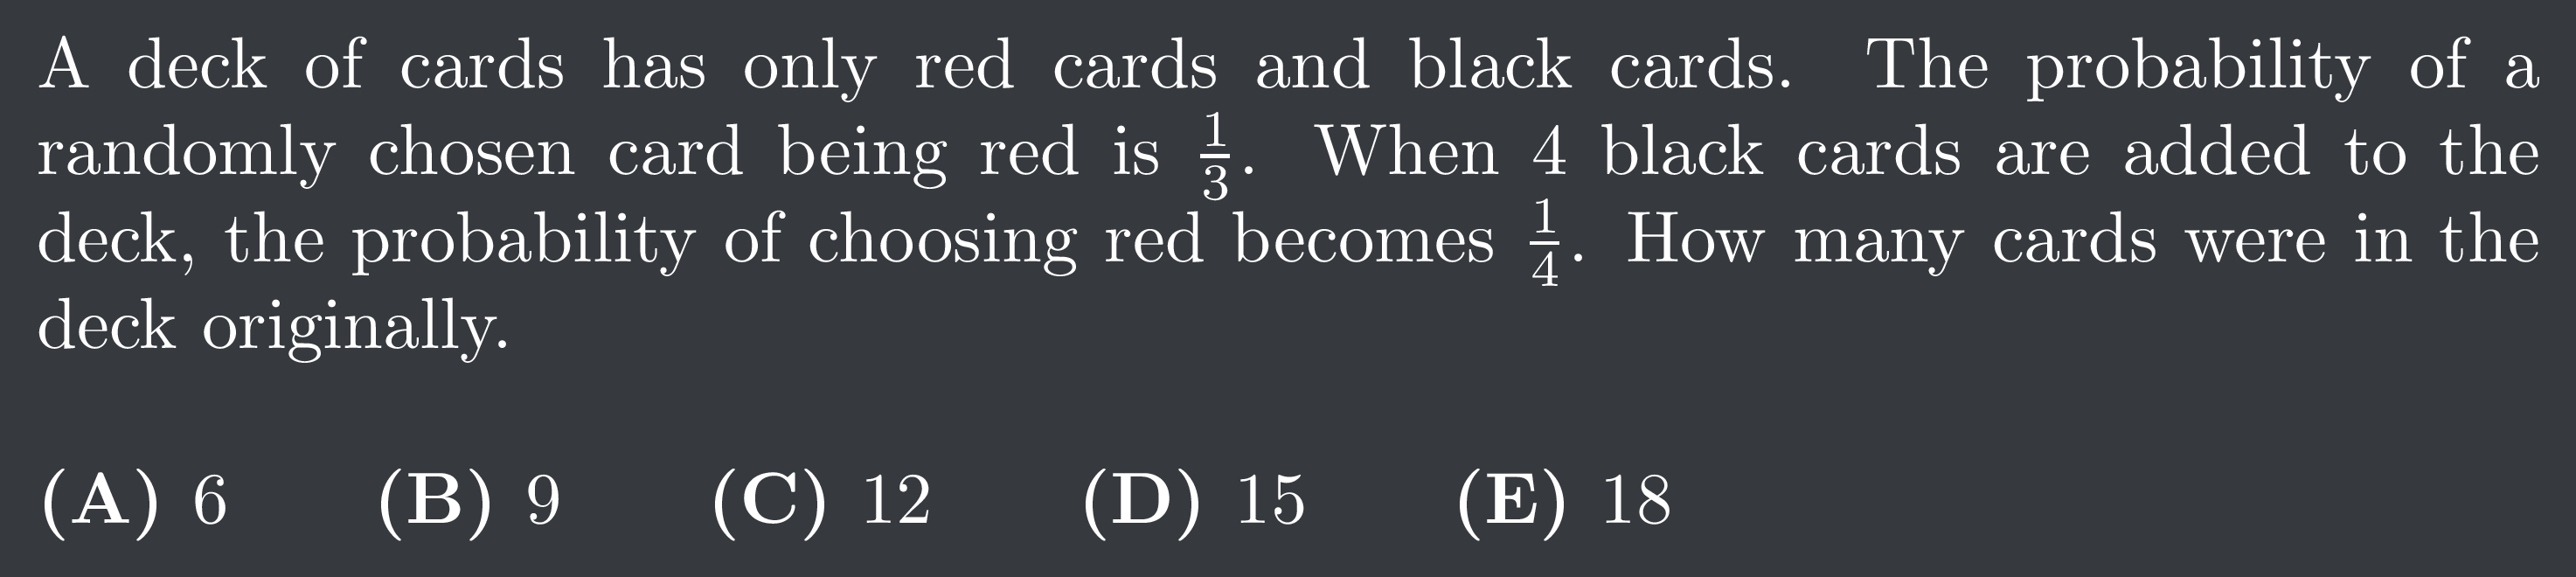 A deck of cards has only red cards and black cards. The probability of a
randomly chosen card being red is $\frac{1}{3}$. When 4 black cards are added to the
deck, the probability of choosing red becomes $\frac{1}{4}$. How many cards were in the
deck originally.
(A) 6 (B) 9 (C) 12 (D) 15 (E) 18